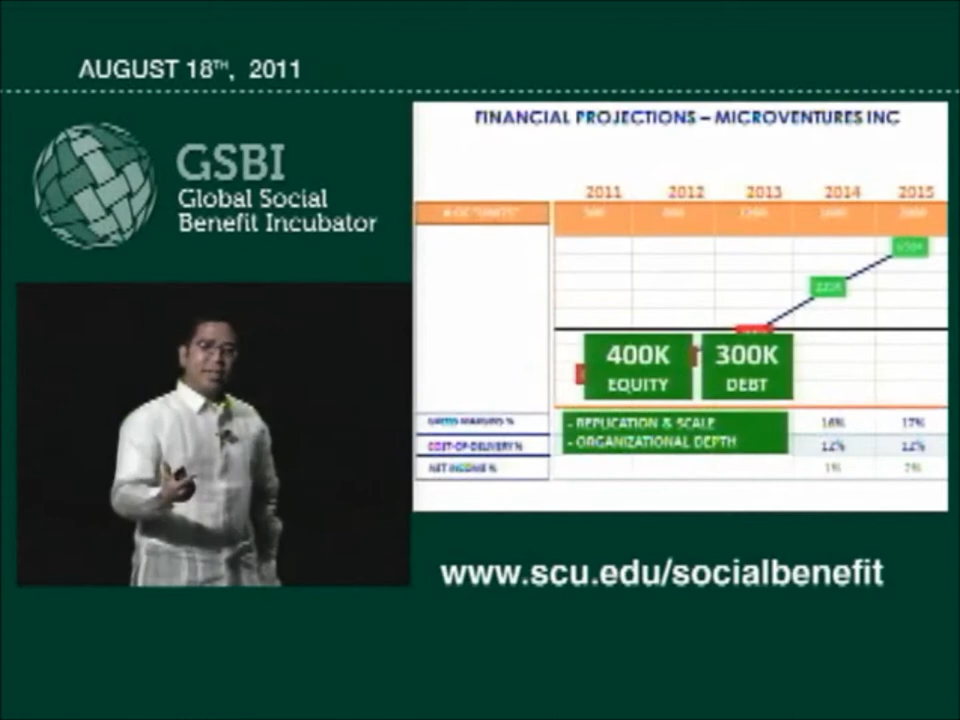 AUGUST 18TH, 2011
GSBI
Global Social
Benefit Incubator
FINANCIAL PROJECTIONS – MICROVENTURES INC
2011 2012 2013 2014 2015
400K
EQUITY
300K
DEBT
- REPLICATION & SCALE
- ORGANIZATIONAL DEPTH
GROSS MARGINS % 16% 17%
COST-OF-DELIVERY % 12% 12%
NET INCOME %
www.scu.edu/socialbenefit